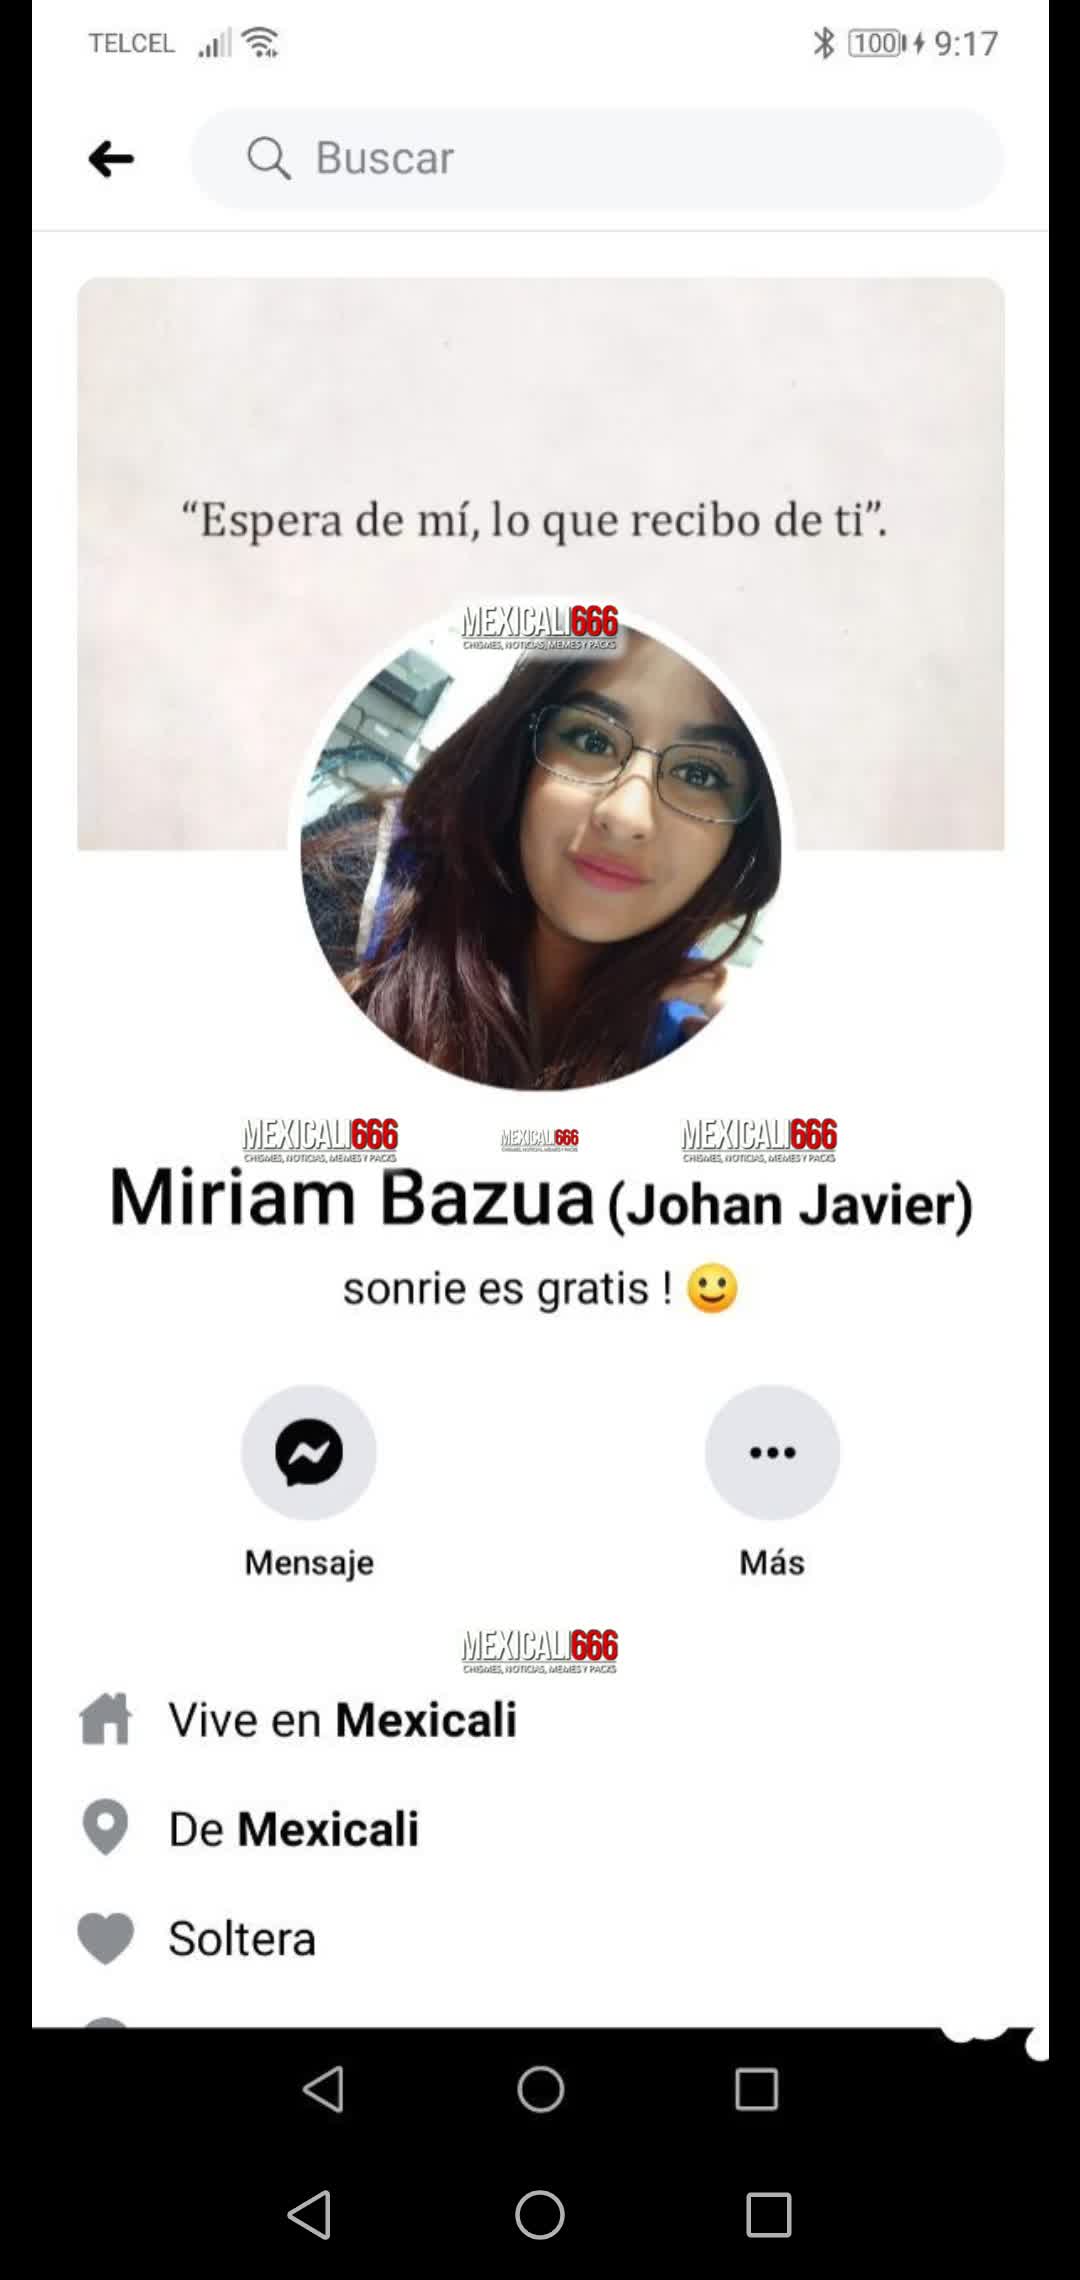 TELCEL 100 9:17
Buscar
“Espera de mí, lo que recibo de ti”.
MEXICALI666
CHISMES, NOTICIAS, MEMES Y PACKS
MEXICALI666 MEXICALI666 MEXICALI666
CHISMES, NOTICIAS, MEMES Y PACKS CHISMES, NOTICIAS, MEMES Y PACKS CHISMES, NOTICIAS, MEMES Y PACKS
Miriam Bazua (Johan Javier)
sonrie es gratis ! 🙂
Mensaje Más
MEXICALI666
CHISMES, NOTICIAS, MEMES Y PACKS
Vive en Mexicali
De Mexicali
Soltera